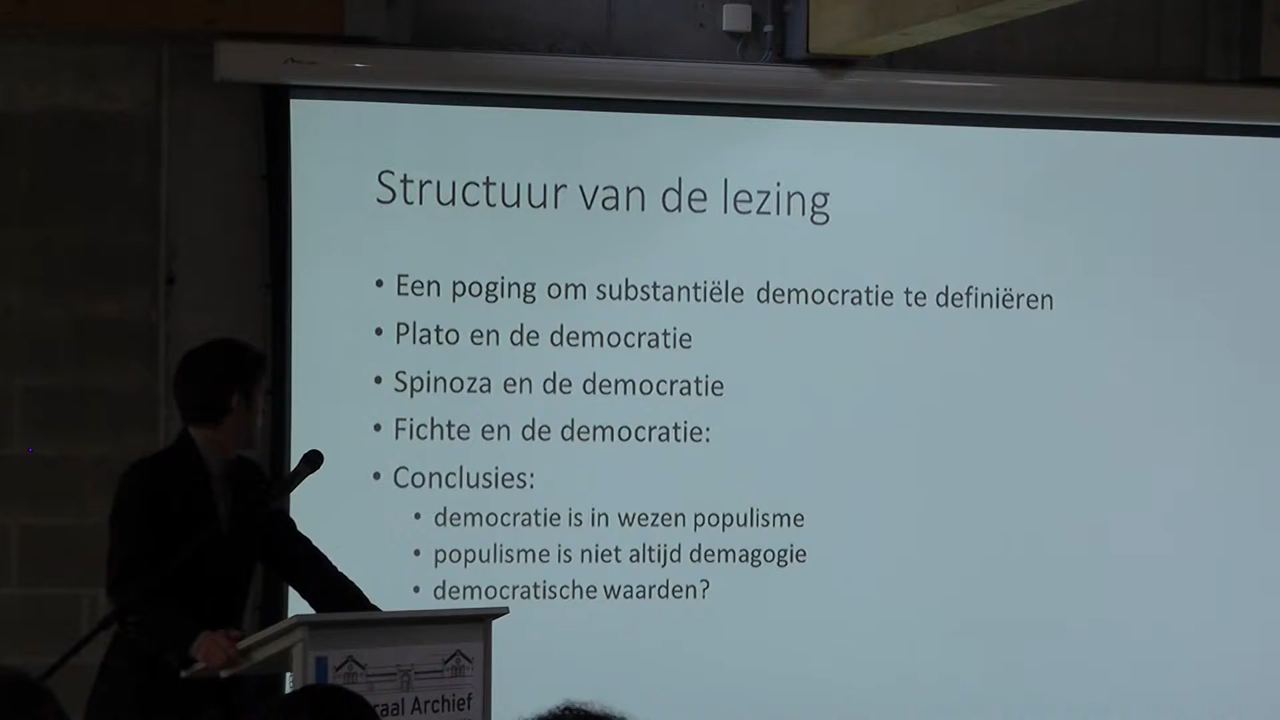 Structuur van de lezing
• Een poging om substantiële democratie te definiëren
• Plato en de democratie
• Spinoza en de democratie
• Fichte en de democratie:
• Conclusies:
• democratie is in wezen populisme
• populisme is niet altijd demagogie
• democratische waarden?
Archief